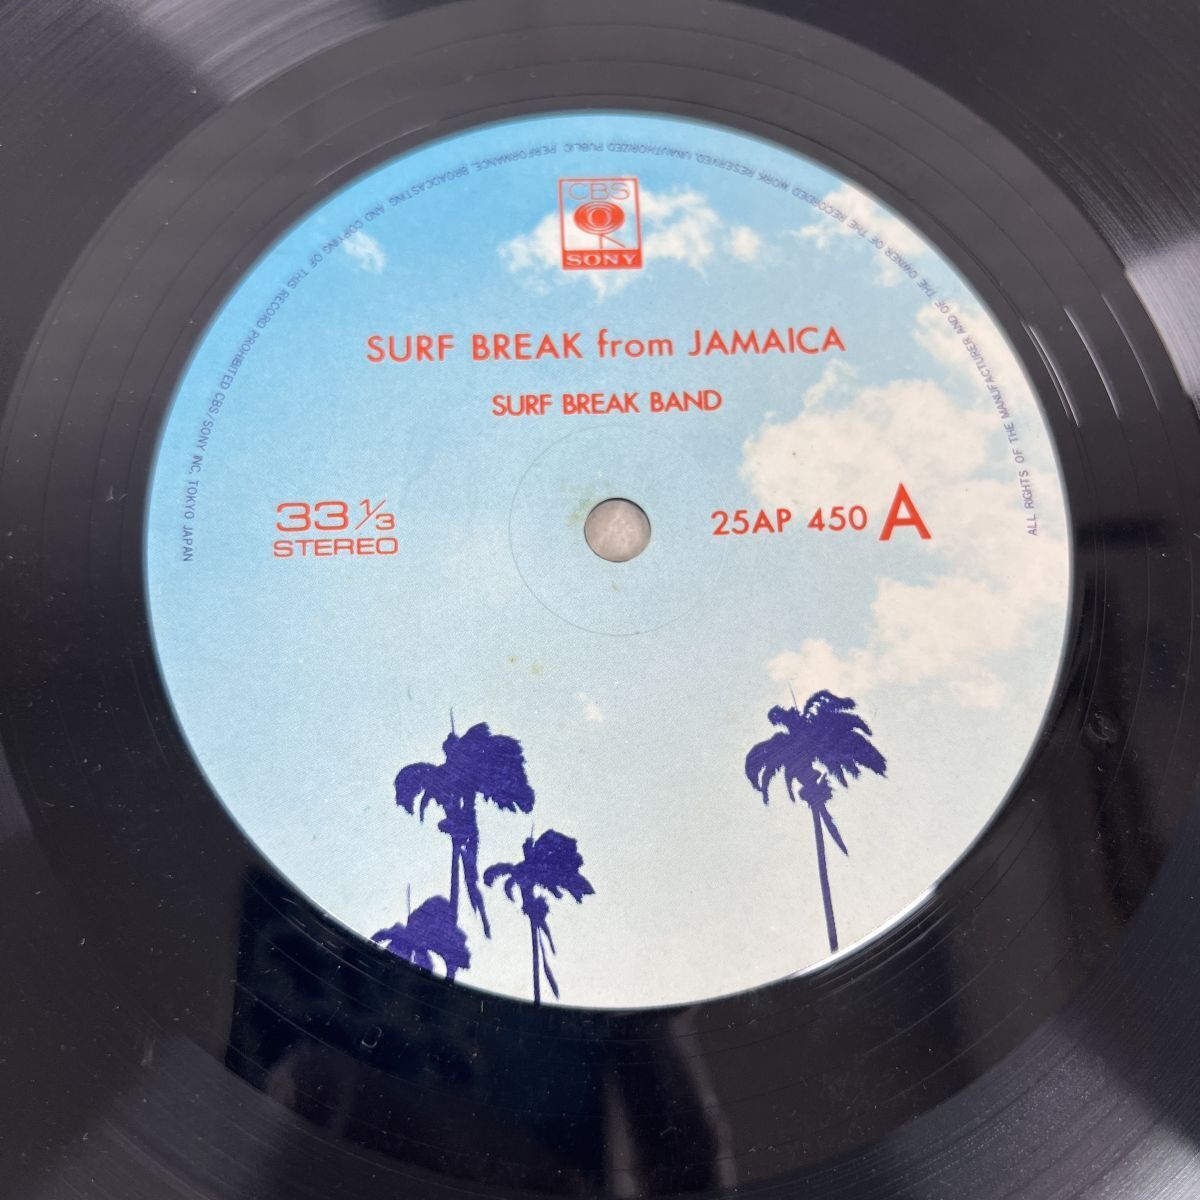 CBS
SONY
SURF BREAK from JAMAICA
SURF BREAK BAND
33 1/3
STEREO
25AP 450 A
ALL RIGHTS OF THE MANUFACTURER AND OF THE OWNER OF THE RECORDED WORK RESERVED. UNAUTHORIZED PUBLIC PERFORMANCE, BROADCASTING AND COPYING OF THIS RECORD PROHIBITED CBS/SONY INC. TOKYO JAPAN